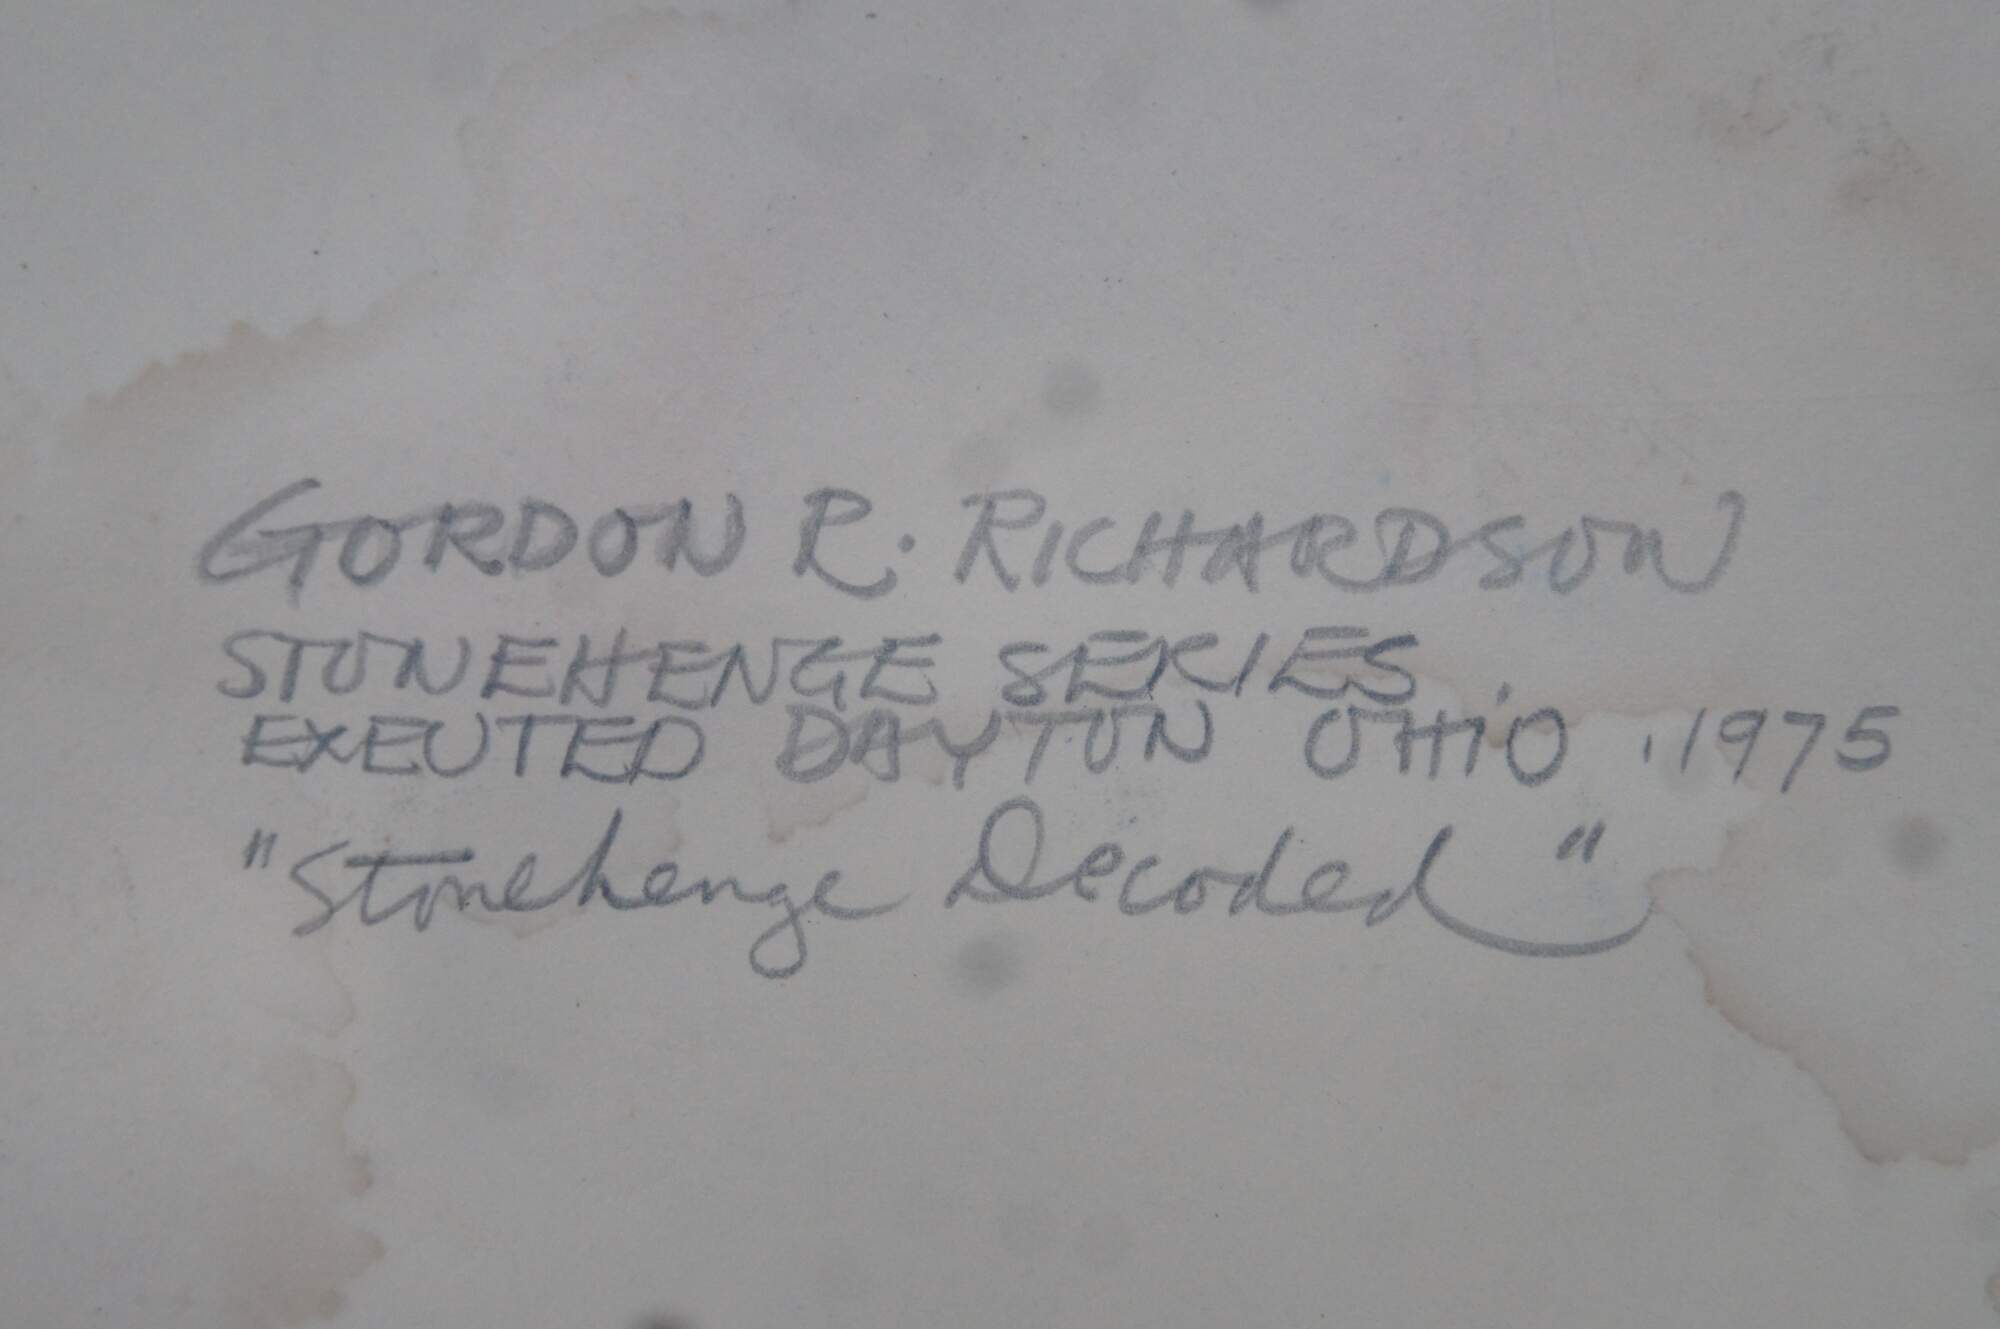 GORDON R. RICHARDSON
STONEHENGE SERIES.
EXEUTED DAYTON OHIO. 1975
"Stonehenge Decoded"